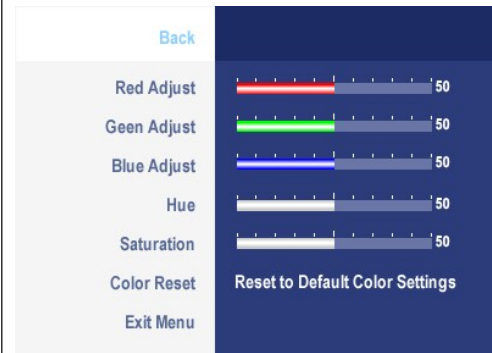 Back
Red Adjust 50
Geen Adjust 50
Blue Adjust 50
Hue 50
Saturation 50
Color Reset Reset to Default Color Settings
Exit Menu